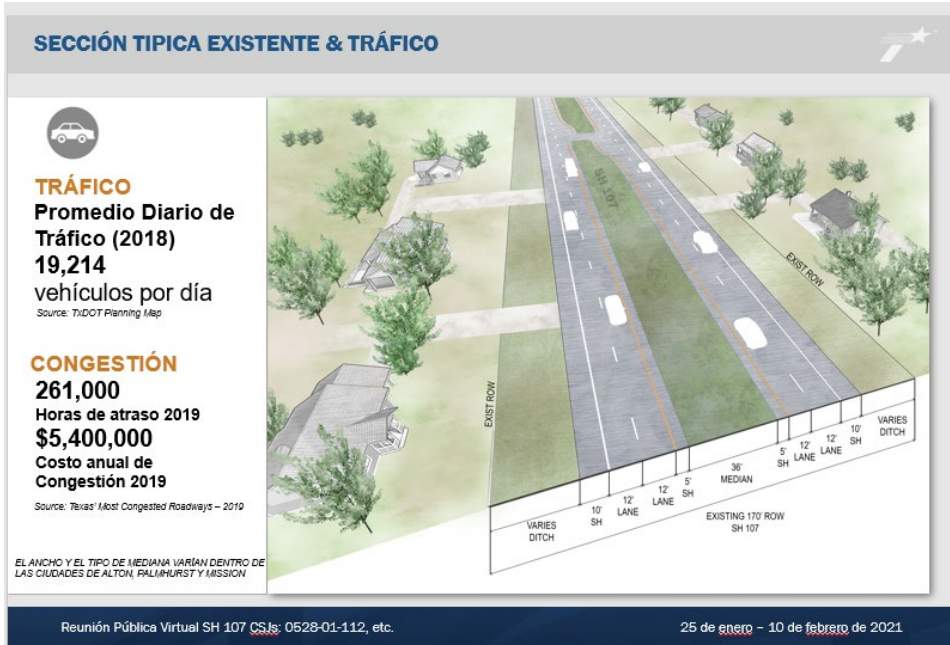 SECCIÓN TIPICA EXISTENTE & TRÁFICO
TRÁFICO
Promedio Diario de
Tráfico (2018)
19,214
vehículos por día
Source: TxDOT Planning Map
CONGESTIÓN
261,000
Horas de atraso 2019
$5,400,000
Costo anual de
Congestión 2019
Source: Texas' Most Congested Roadways – 2019
EL ANCHO Y EL TIPO DE MEDIANA VARÍAN DENTRO DE
LAS CIUDADES DE ALTON, PALMHURST Y MISSION
SH 107
EXIST ROW
EXIST ROW
VARIES
DITCH
10'
SH
12'
LANE
12'
LANE
5'
SH
36'
MEDIAN
5'
SH
12'
LANE
12'
LANE
10'
SH
VARIES
DITCH
EXISTING 170' ROW
SH 107
Reunión Pública Virtual SH 107 CSJs: 0528-01-112, etc.
25 de enero – 10 de febrero de 2021